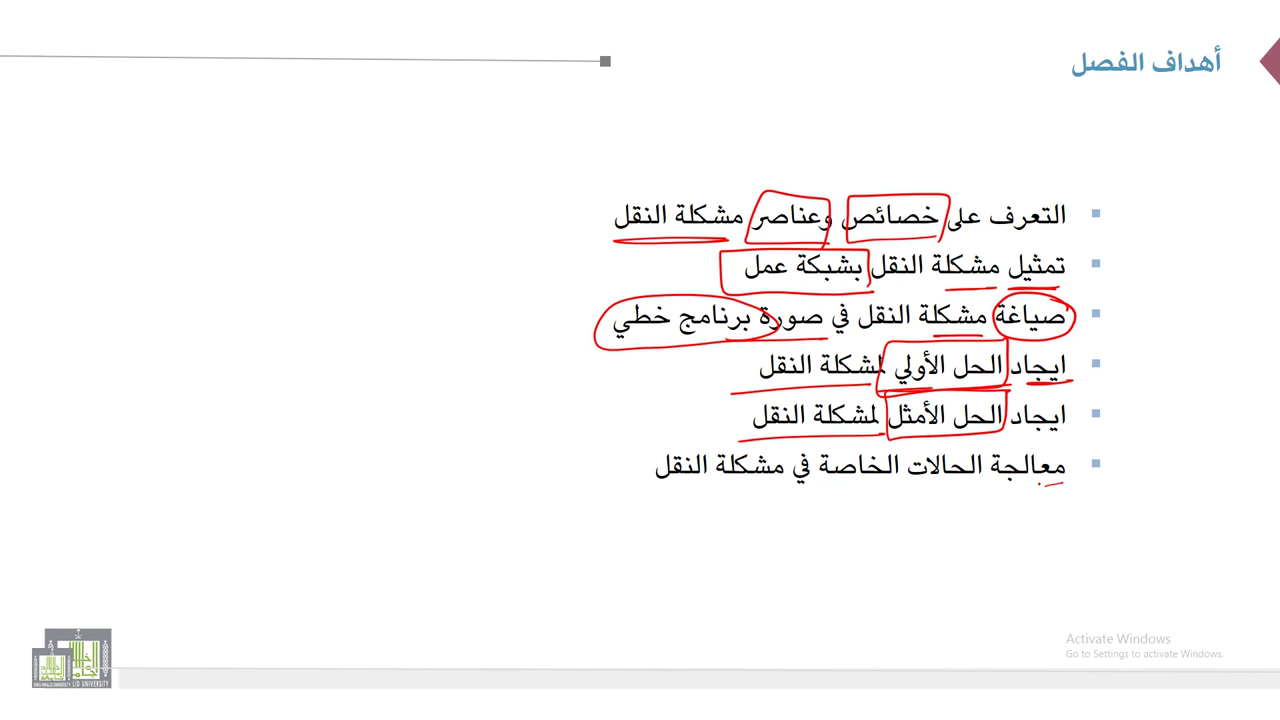 أهداف الفصل
التعرف على خصائص وعناصر مشكلة النقل
تمثيل مشكلة النقل بشبكة عمل
صياغة مشكلة النقل في صورة برنامج خطي
ايجاد الحل الأولي لمشكلة النقل
ايجاد الحل الأمثل لمشكلة النقل
معالجة الحالات الخاصة في مشكلة النقل
Activate Windows
Go to Settings to activate Windows.